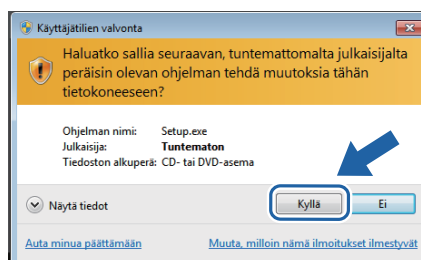 Käyttäjätilien valvonta
Haluatko sallia seuraavan, tuntemattomalta julkaisijalta
peräisin olevan ohjelman tehdä muutoksia tähän
tietokoneeseen?
Ohjelman nimi: Setup.exe
Julkaisija: Tuntematon
Tiedoston alkuperä: CD- tai DVD-asema
Näytä tiedot
Kyllä
Ei
Auta minua päättämään
Muuta, milloin nämä ilmoitukset ilmestyvät